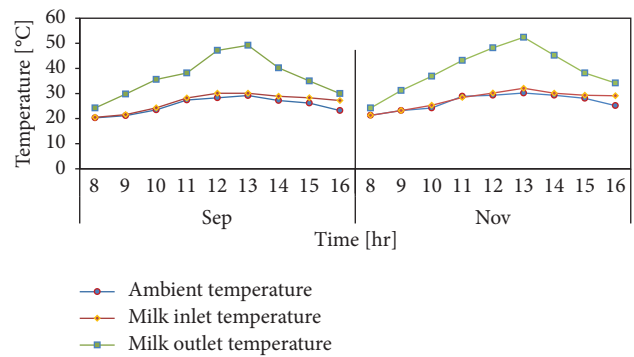 Temperature [°C]
60
50
40
30
20
10
0
8 9 10 11 12 13 14 15 16 8 9 10 11 12 13 14 15 16
Sep Nov
Time [hr]
Ambient temperature
Milk inlet temperature
Milk outlet temperature